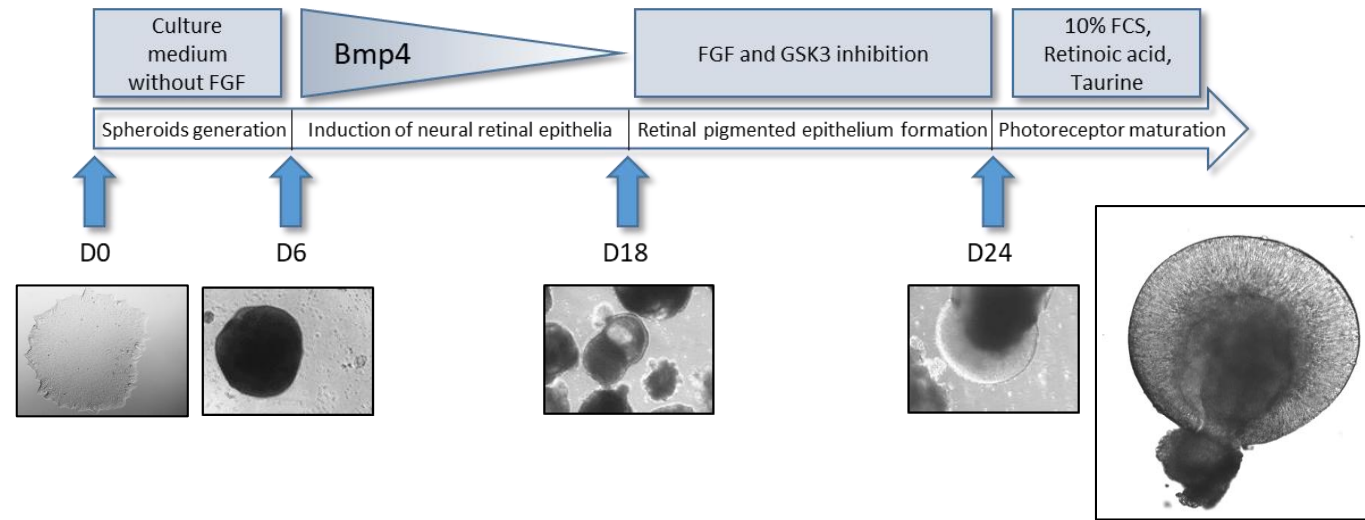 Culture
medium
without FGF
Bmp4
FGF and GSK3 inhibition
10% FCS,
Retinoic acid,
Taurine
Spheroids generation
Induction of neural retinal epithelia
Retinal pigmented epithelium formation
Photoreceptor maturation
D0
D6
D18
D24